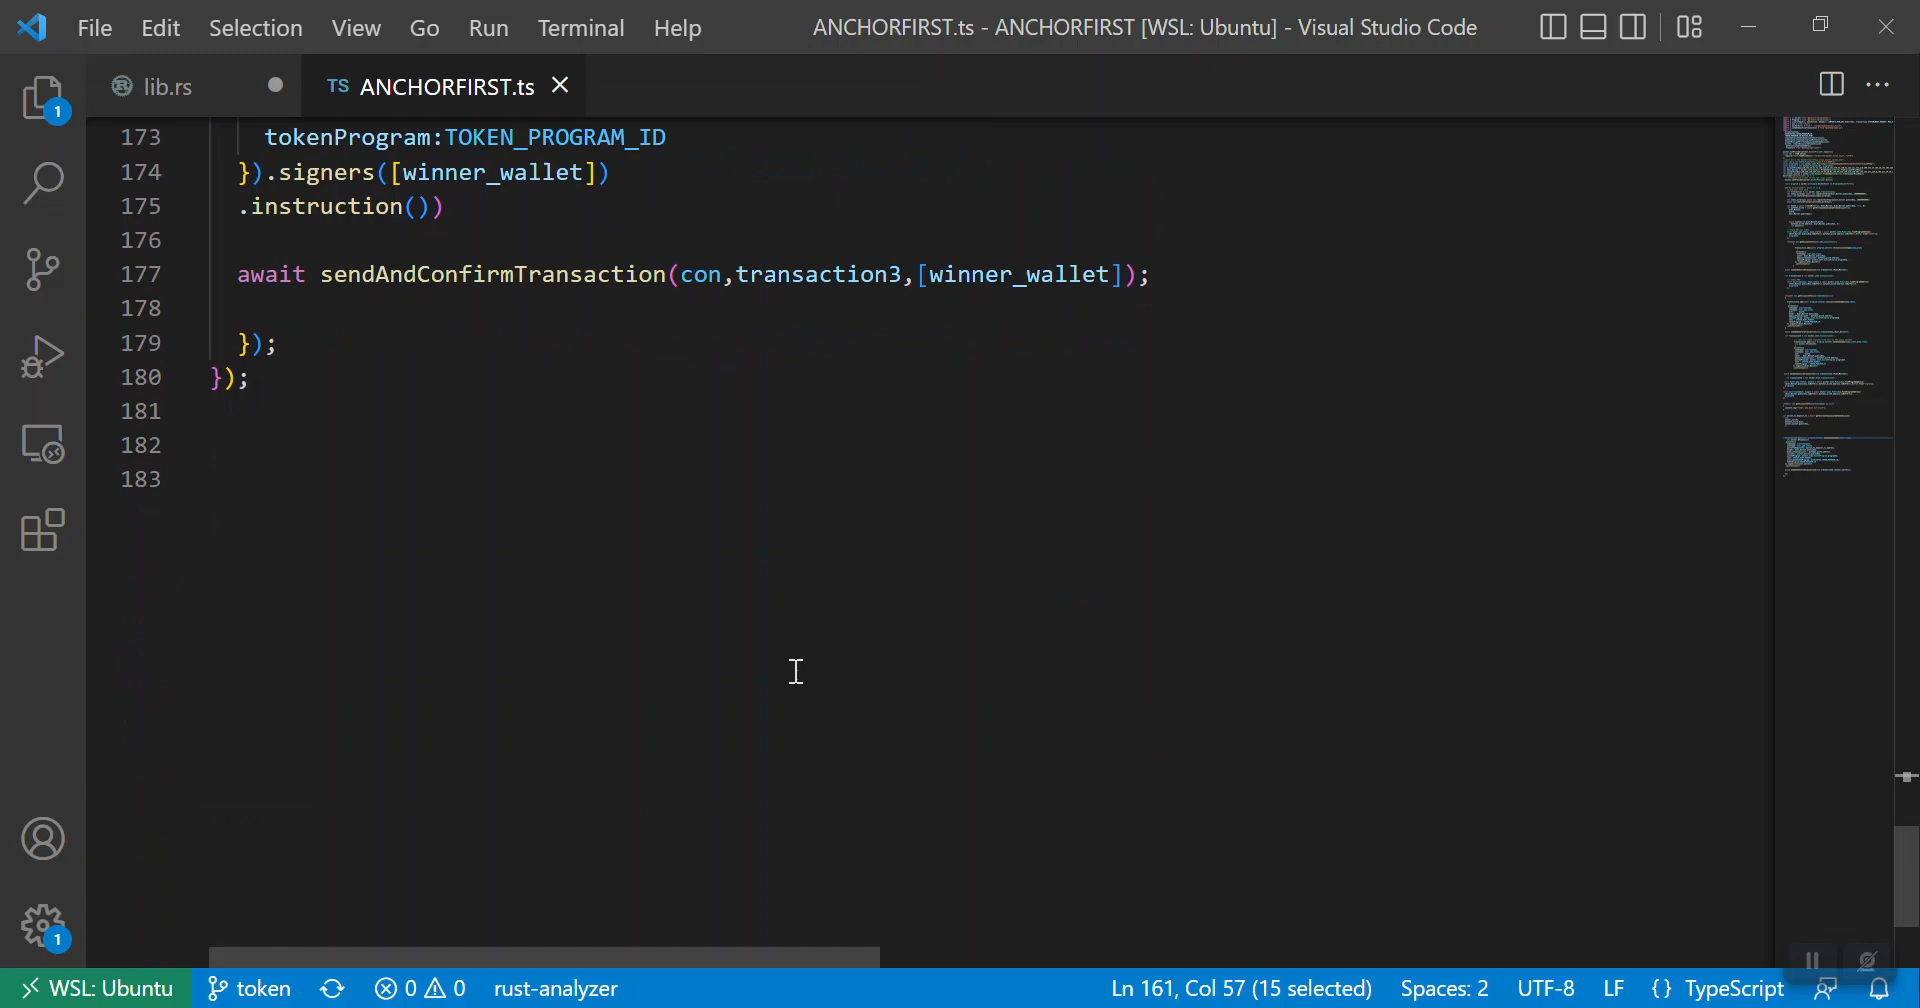 File Edit Selection View Go Run Terminal Help ANCHORFIRST.ts - ANCHORFIRST [WSL: Ubuntu] - Visual Studio Code
lib.rs TS ANCHORFIRST.ts
1
173 tokenProgram:TOKEN_PROGRAM_ID
174 }).signers([winner_wallet])
175 .instruction())
176
177 await sendAndConfirmTransaction(con,transaction3,[winner_wallet]);
178
179 });
180 });
181
182
183
1
WSL: Ubuntu token 0 0 rust-analyzer Ln 161, Col 57 (15 selected) Spaces: 2 UTF-8 LF {} TypeScript